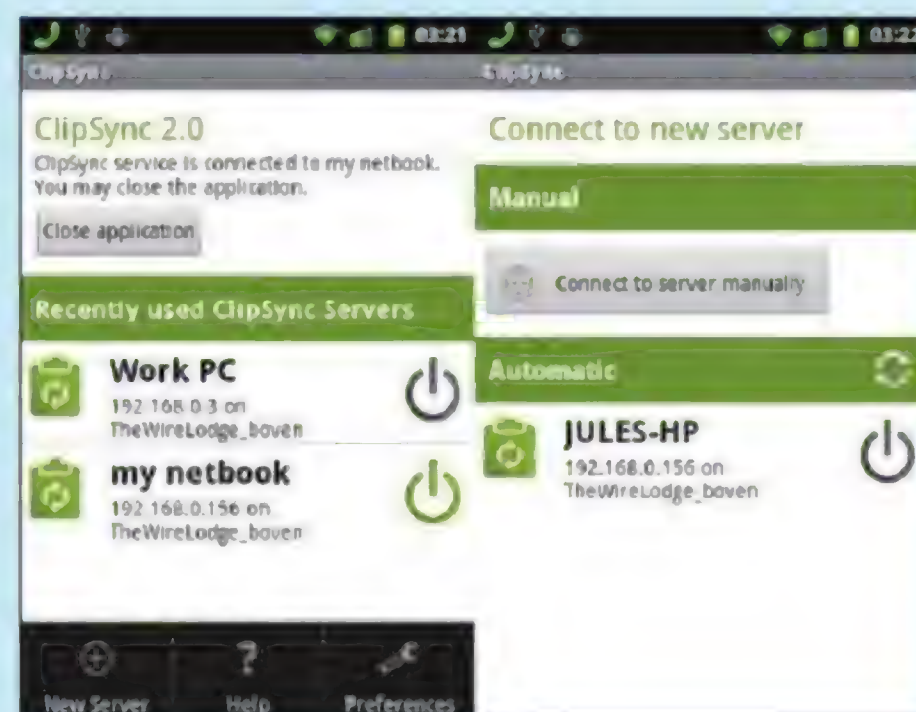 03:21
ClipSync
ClipSync 2.0
ClipSync service is connected to my netbook.
You may close the application.
Close application
Recently used ClipSync Servers
Work PC
192.168.0.3 on
TheWireLodge_boven
my netbook
192.168.0.156 on
TheWireLodge_boven
New Server
Help
Preferences
03:22
ClipSync
Connect to new server
Manual
Connect to server manually
Automatic
JULES-HP
192.168.0.156 on
TheWireLodge_boven